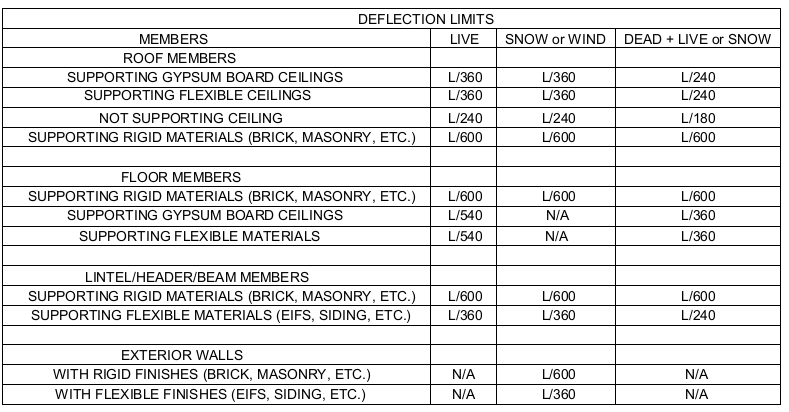 DEFLECTION LIMITS
MEMBERS LIVE SNOW or WIND DEAD + LIVE or SNOW
ROOF MEMBERS
SUPPORTING GYPSUM BOARD CEILINGS L/360 L/360 L/240
SUPPORTING FLEXIBLE CEILINGS L/360 L/360 L/240
NOT SUPPORTING CEILING L/240 L/240 L/180
SUPPORTING RIGID MATERIALS (BRICK, MASONRY, ETC.) L/600 L/600 L/600
FLOOR MEMBERS
SUPPORTING RIGID MATERIALS (BRICK, MASONRY, ETC.) L/600 L/600 L/600
SUPPORTING GYPSUM BOARD CEILINGS L/540 N/A L/360
SUPPORTING FLEXIBLE MATERIALS L/540 N/A L/360
LINTEL/HEADER/BEAM MEMBERS
SUPPORTING RIGID MATERIALS (BRICK, MASONRY, ETC.) L/600 L/600 L/600
SUPPORTING FLEXIBLE MATERIALS (EIFS, SIDING, ETC.) L/360 L/360 L/240
EXTERIOR WALLS
WITH RIGID FINISHES (BRICK, MASONRY, ETC.) N/A L/600 N/A
WITH FLEXIBLE FINISHES (EIFS, SIDING, ETC.) N/A L/360 N/A